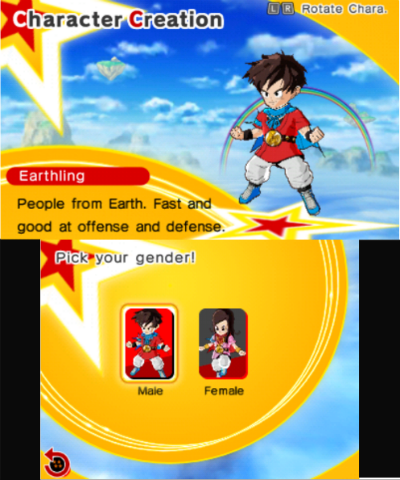 Character Creation
L R Rotate Chara.
Earthling
People from Earth. Fast and
good at offense and defense.
Pick your gender!
Male
Female